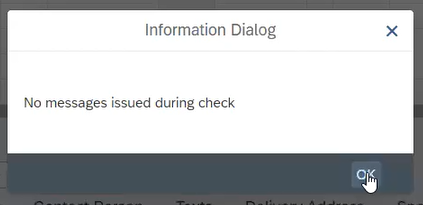 Information Dialog
No messages issued during check
OK
Contact Person Texts Delivery Address